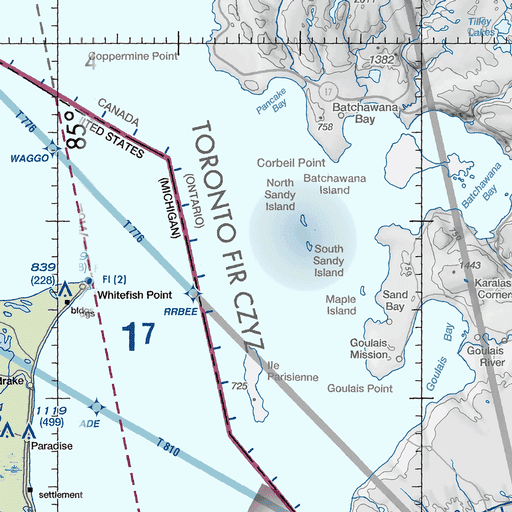 2011
Tilley
Lakes
4
Coppermine Point
1382
CANADA
UNITED STATES
85°
T 776
WAGGO
Pancake
Bay
17
758
Batchawana
Bay
TORONTO FIR CZYZ
(ONTARIO)
(MICHIGAN)
Corbeil Point
Batchawana
Island
North
Sandy
Island
Batchawana
Bay
T 776
South
Sandy
Island
839
(228)
Fl (2)
Whitefish Point
bldgs
RRBEE
1443
Maple
Island
Sand
Bay
17
Goulais
Mission
Goulais
Bay
Goulais
River
Ile
Parisienne
725
Goulais Point
1119
(499)
ADE
T 810
Paradise
settlement